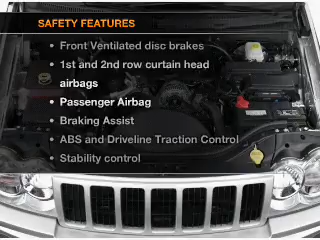 SAFETY FEATURES
• Front Ventilated disc brakes
• 1st and 2nd row curtain head
airbags
• Passenger Airbag
• Braking Assist
• ABS and Driveline Traction Control
• Stability control